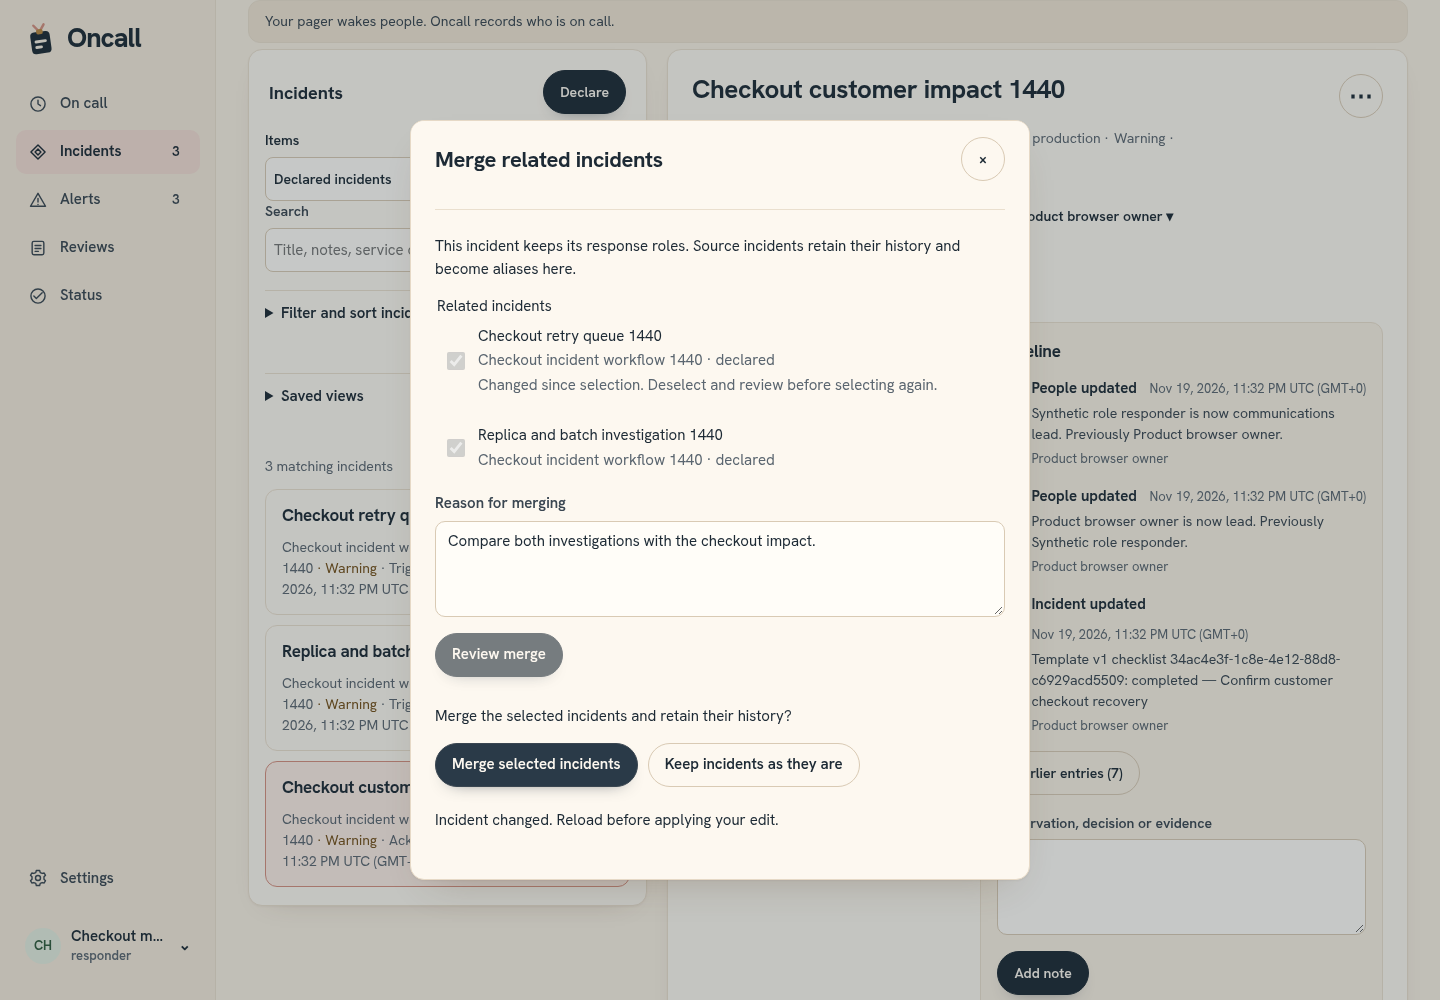 Your pager wakes people. Oncall records who is on call.
Oncall
On call
Incidents 3
Alerts 3
Reviews
Status
Settings
CH
Checkout m...
responder
Incidents
Declare
Items
Declared incidents
Search
Title, notes, service
Filter and sort
Saved views
3 matching incidents
Checkout retry
Checkout incident
1440 · Warning ·
2026, 11:32 PM UTC
Replica and batch
Checkout incident
1440 · Warning ·
2026, 11:32 PM UTC
Checkout
Checkout incident
1440 · Warning ·
11:32 PM UTC
Checkout customer impact 1440
production · Warning ·
browser owner ▾
Merge related incidents
×
This incident keeps its response roles. Source incidents retain their history and
become aliases here.
Related incidents
Checkout retry queue 1440
Checkout incident workflow 1440 · declared
Changed since selection. Deselect and review before selecting again.
Replica and batch investigation 1440
Checkout incident workflow 1440 · declared
Reason for merging
Compare both investigations with the checkout impact.
Review merge
Merge the selected incidents and retain their history?
Merge selected incidents
Keep incidents as they are
Incident changed. Reload before applying your edit.
People updated Nov 19, 2026, 11:32 PM UTC (GMT+0)
Synthetic role responder is now communications
lead. Previously Product browser owner.
Product browser owner
People updated Nov 19, 2026, 11:32 PM UTC (GMT+0)
Product browser owner is now lead. Previously
Synthetic role responder.
Product browser owner
Incident updated
Nov 19, 2026, 11:32 PM UTC (GMT+0)
Template v1 checklist 34ac4e3f-1c8e-4e12-88d8-
c6929acd5509: completed — Confirm customer
checkout recovery
Product browser owner
entries (7)
decision or evidence
Add note